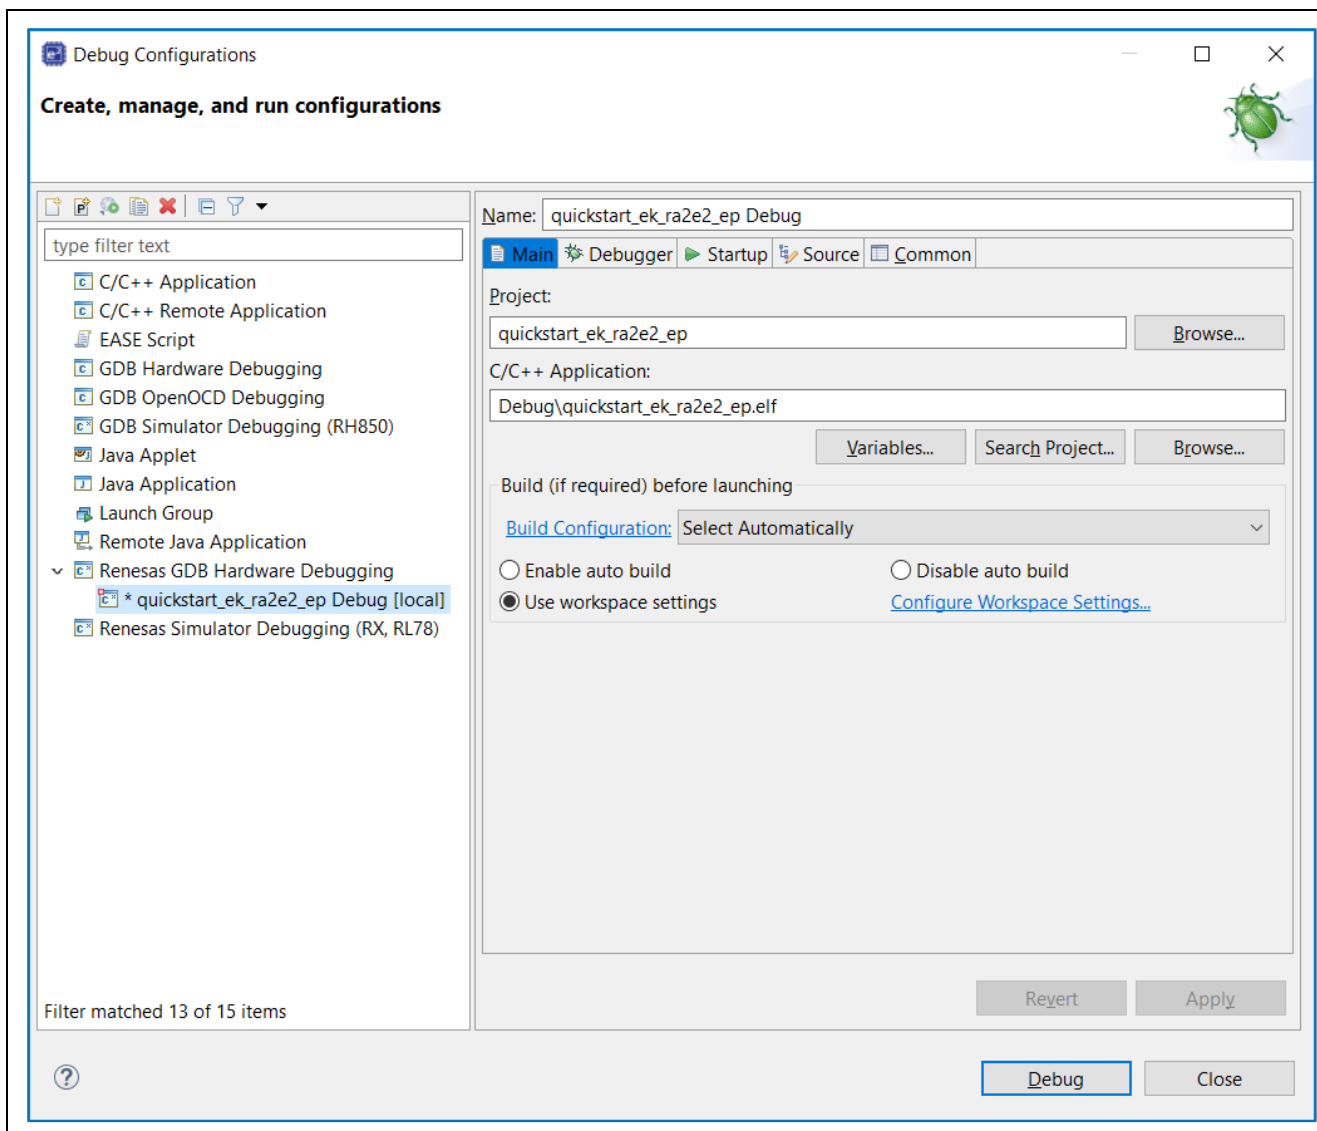 Debug Configurations
Create, manage, and run configurations
type filter text
C/C++ Application
C/C++ Remote Application
EASE Script
GDB Hardware Debugging
GDB OpenOCD Debugging
GDB Simulator Debugging (RH850)
Java Applet
Java Application
Launch Group
Remote Java Application
Renesas GDB Hardware Debugging
* quickstart_ek_ra2e2_ep Debug [local]
Renesas Simulator Debugging (RX, RL78)
Filter matched 13 of 15 items
Name: quickstart_ek_ra2e2_ep Debug
Main Debugger Startup Source Common
Project:
quickstart_ek_ra2e2_ep Browse...
C/C++ Application:
Debug\quickstart_ek_ra2e2_ep.elf
Variables... Search Project... Browse...
Build (if required) before launching
Build Configuration: Select Automatically
Enable auto build Disable auto build
Use workspace settings Configure Workspace Settings...
Revert Apply
Debug Close